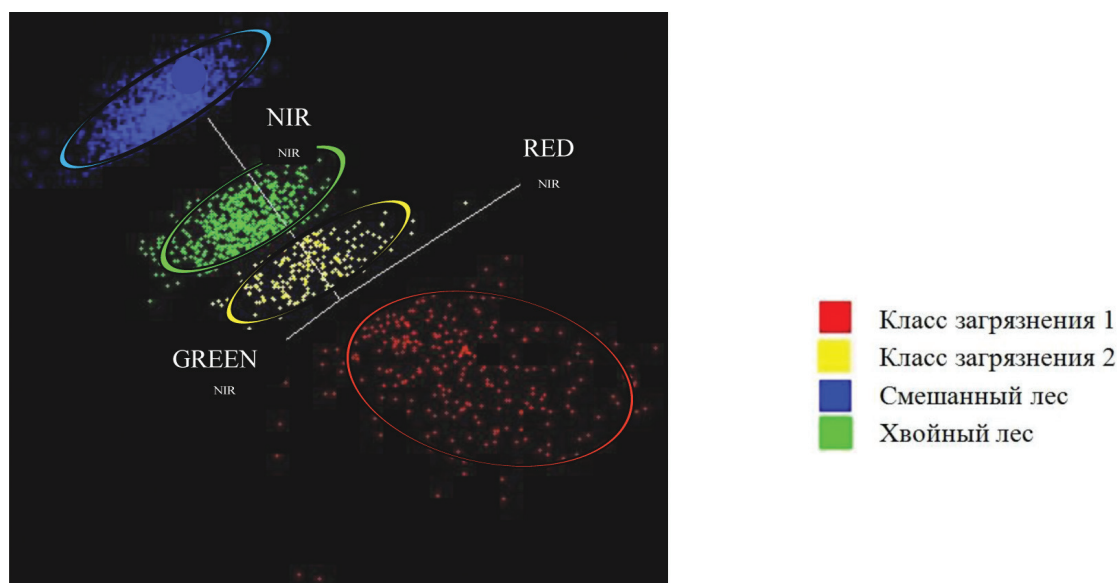 NIR
NIR
RED
NIR
GREEN
NIR
Класс загрязнения 1
Класс загрязнения 2
Смешанный лес
Хвойный лес